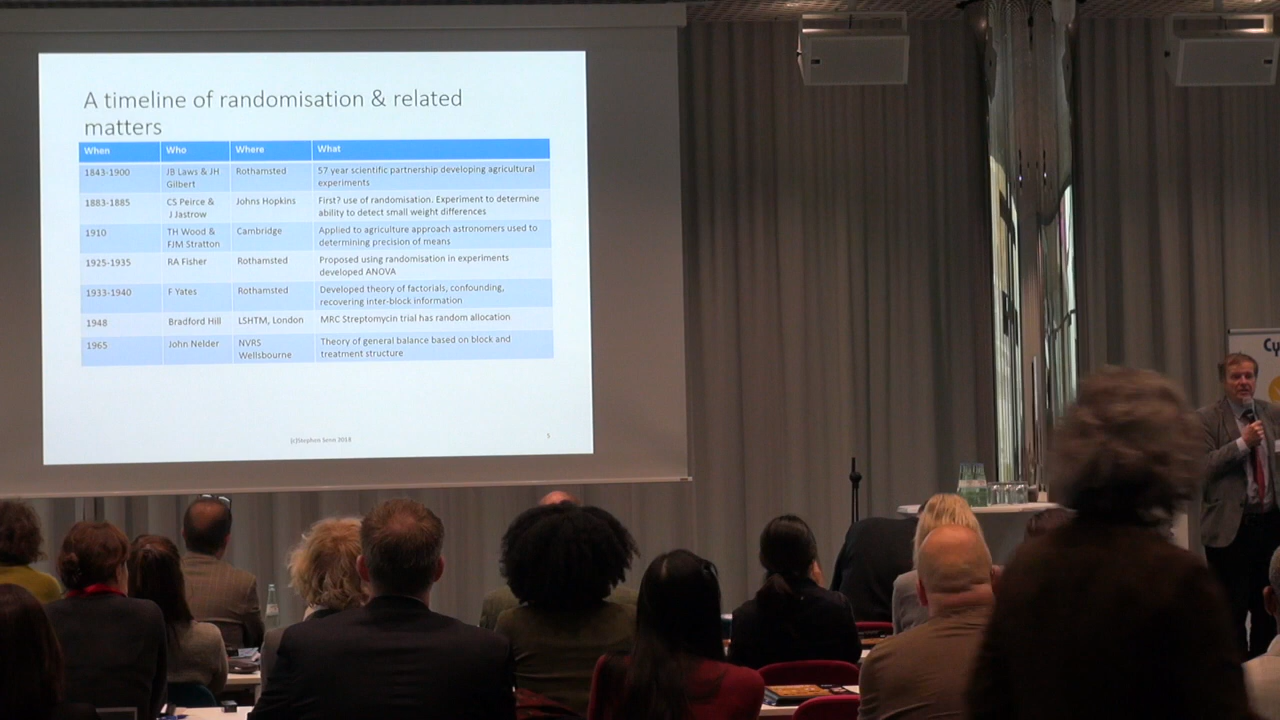 A timeline of randomisation & related
matters
When Who Where What
1843-1900 JB Laws & JH Rothamsted 57 year scientific partnership developing agricultural
Gilbert experiments
1883-1885 CS Peirce & Johns Hopkins First? use of randomisation. Experiment to determine
J Jastrow ability to detect small weight differences
1910 TH Wood & Cambridge Applied to agriculture approach astronomers used to
FJM Stratton determining precision of means
1925-1935 RA Fisher Rothamsted Proposed using randomisation in experiments
developed ANOVA
1933-1940 F Yates Rothamsted Developed theory of factorials, confounding,
recovering inter-block information
1948 Bradford Hill LSHTM, London MRC Streptomycin trial has random allocation
1965 John Nelder NVRS Theory of general balance based on block and
Wellsbourne treatment structure
(c)Stephen Senn 2018 5
Cy